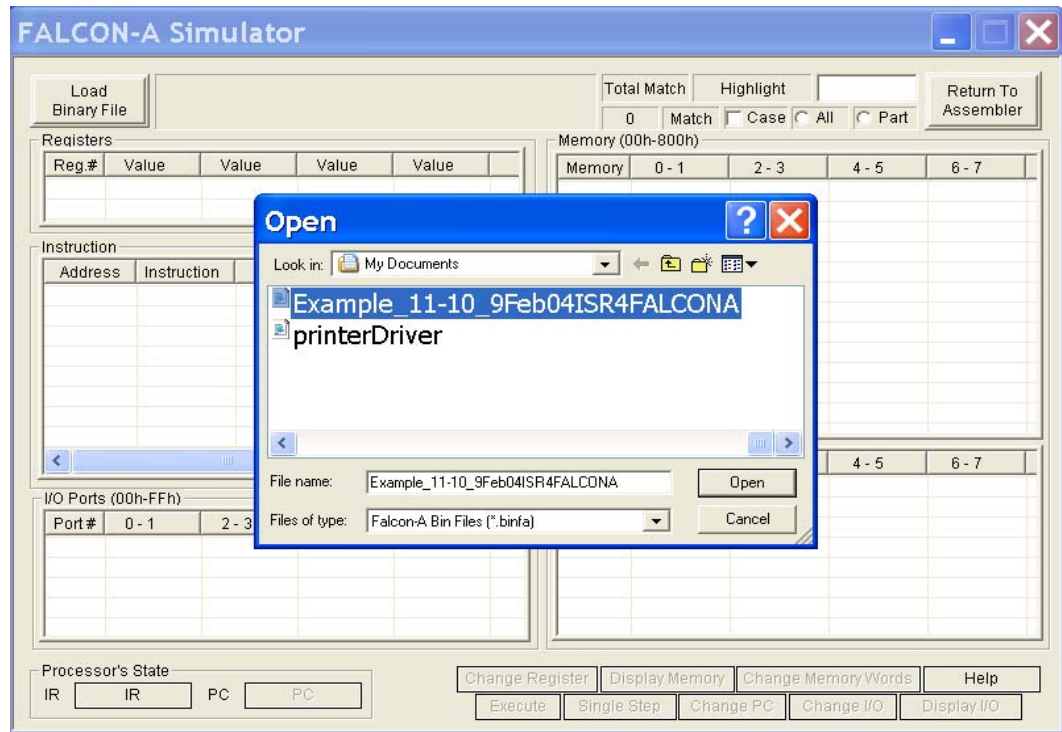 FALCON-A Simulator
Load
Binary File
Total Match
Highlight
0
Match
Case
All
Part
Return To
Assembler
Registers
Reg.# Value Value Value Value
Memory (00h-800h)
Memory 0 - 1 2 - 3 4 - 5 6 - 7
Instruction
Address Instruction
Open
Look in: My Documents
Example_11-10_9Feb04ISR4FALCONA
printerDriver
File name: Example_11-10_9Feb04ISR4FALCONA Open
Files of type: Falcon-A Bin Files (*.binfa) Cancel
4 - 5 6 - 7
I/O Ports (00h-FFh)
Port# 0 - 1 2 - 3
Processor's State
IR IR PC PC
Change Register Display Memory Change Memory Words Help
Execute Single Step Change PC Change I/O Display I/O